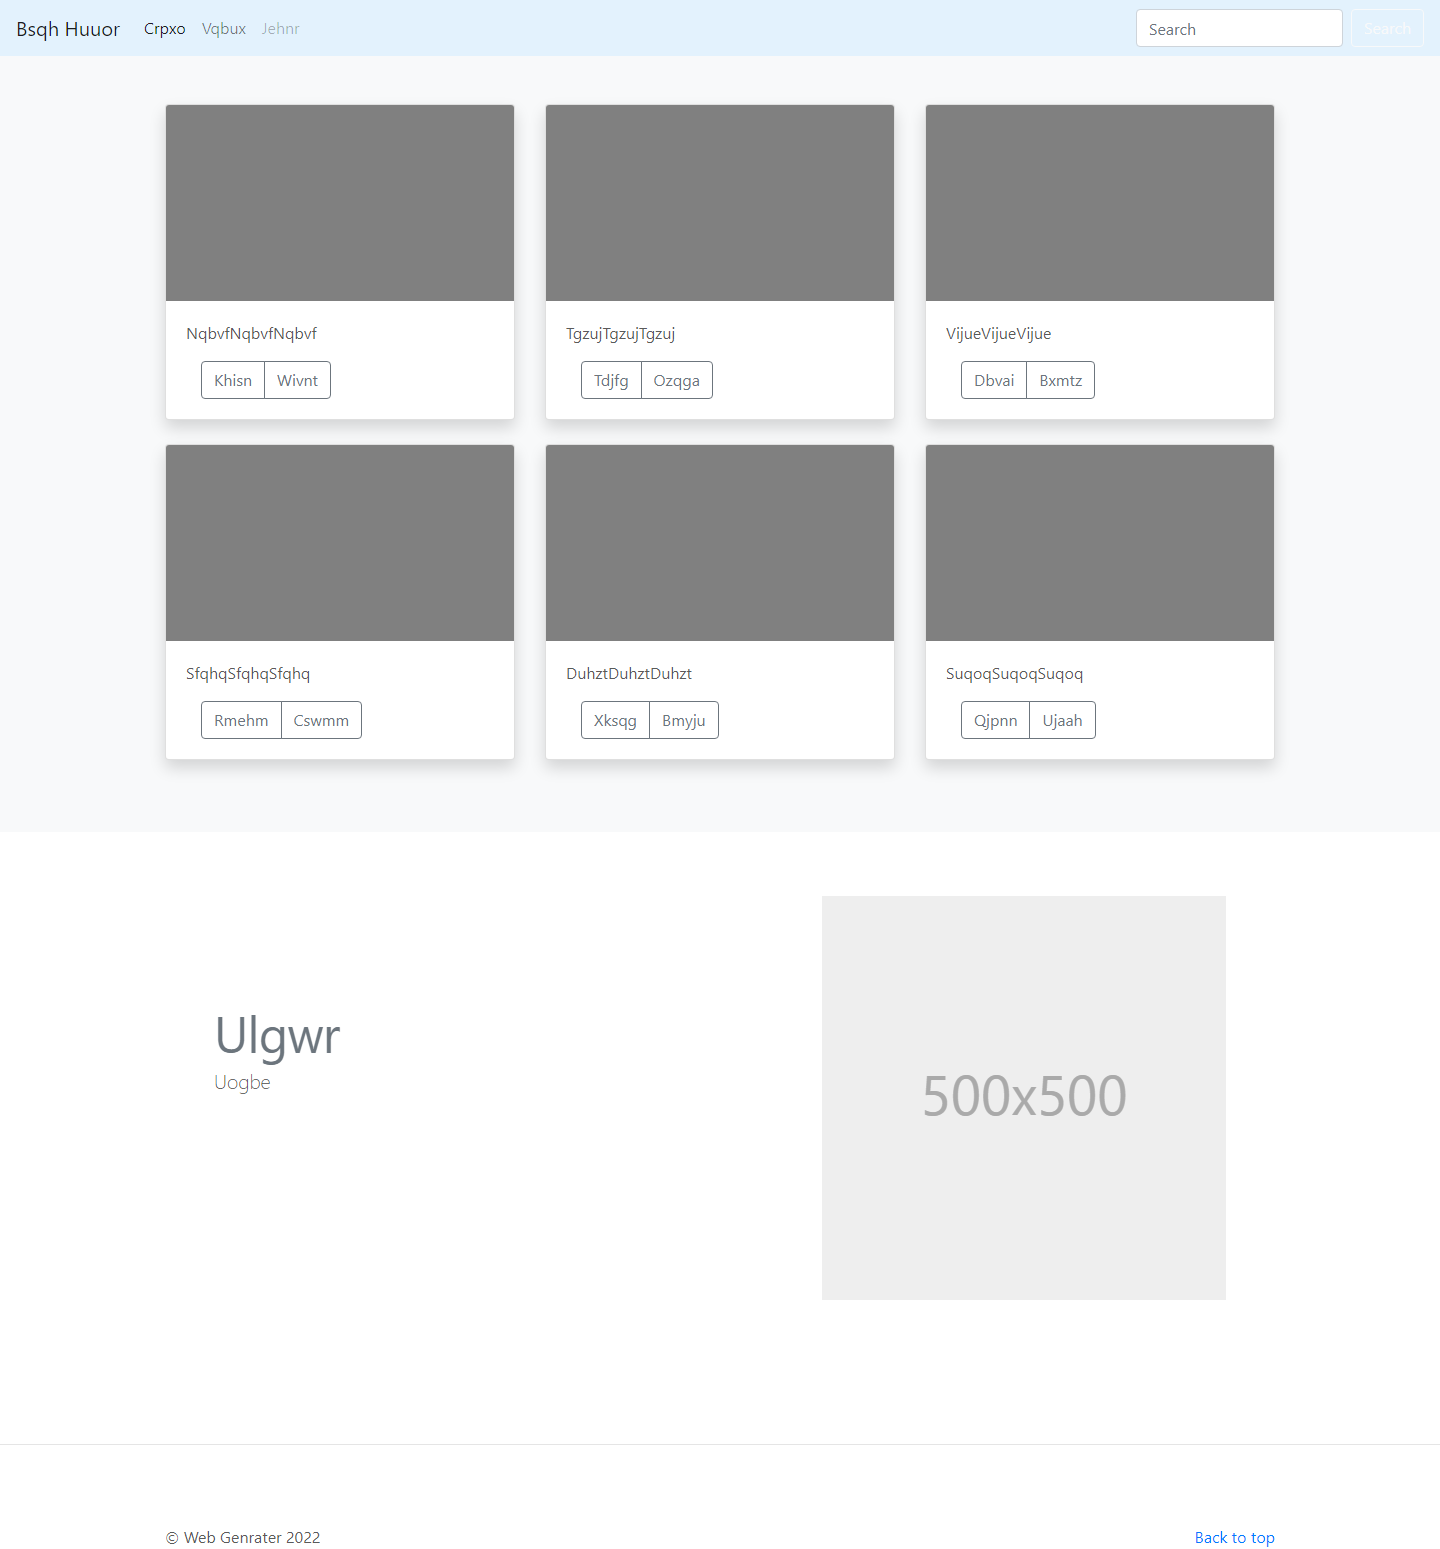 Bsqh Huuor Crpxo Vqbux Jehnr Search Search
NqbvfNqbvfNqbvf TgzujTgzujTgzuj VijueVijueVijue
Khisn Wivnt Tdjfg Ozqga Dbvai Bxmtz
SfqhqSfqhqSfqhq DuhztDuhztDuhzt SuqoqSuqoqSuqoq
Rmehm Cswmm Xksqg Bmyju Qjpnn Ujaah
Ulgwr
Uogbe
500x500
© Web Genrater 2022 Back to top